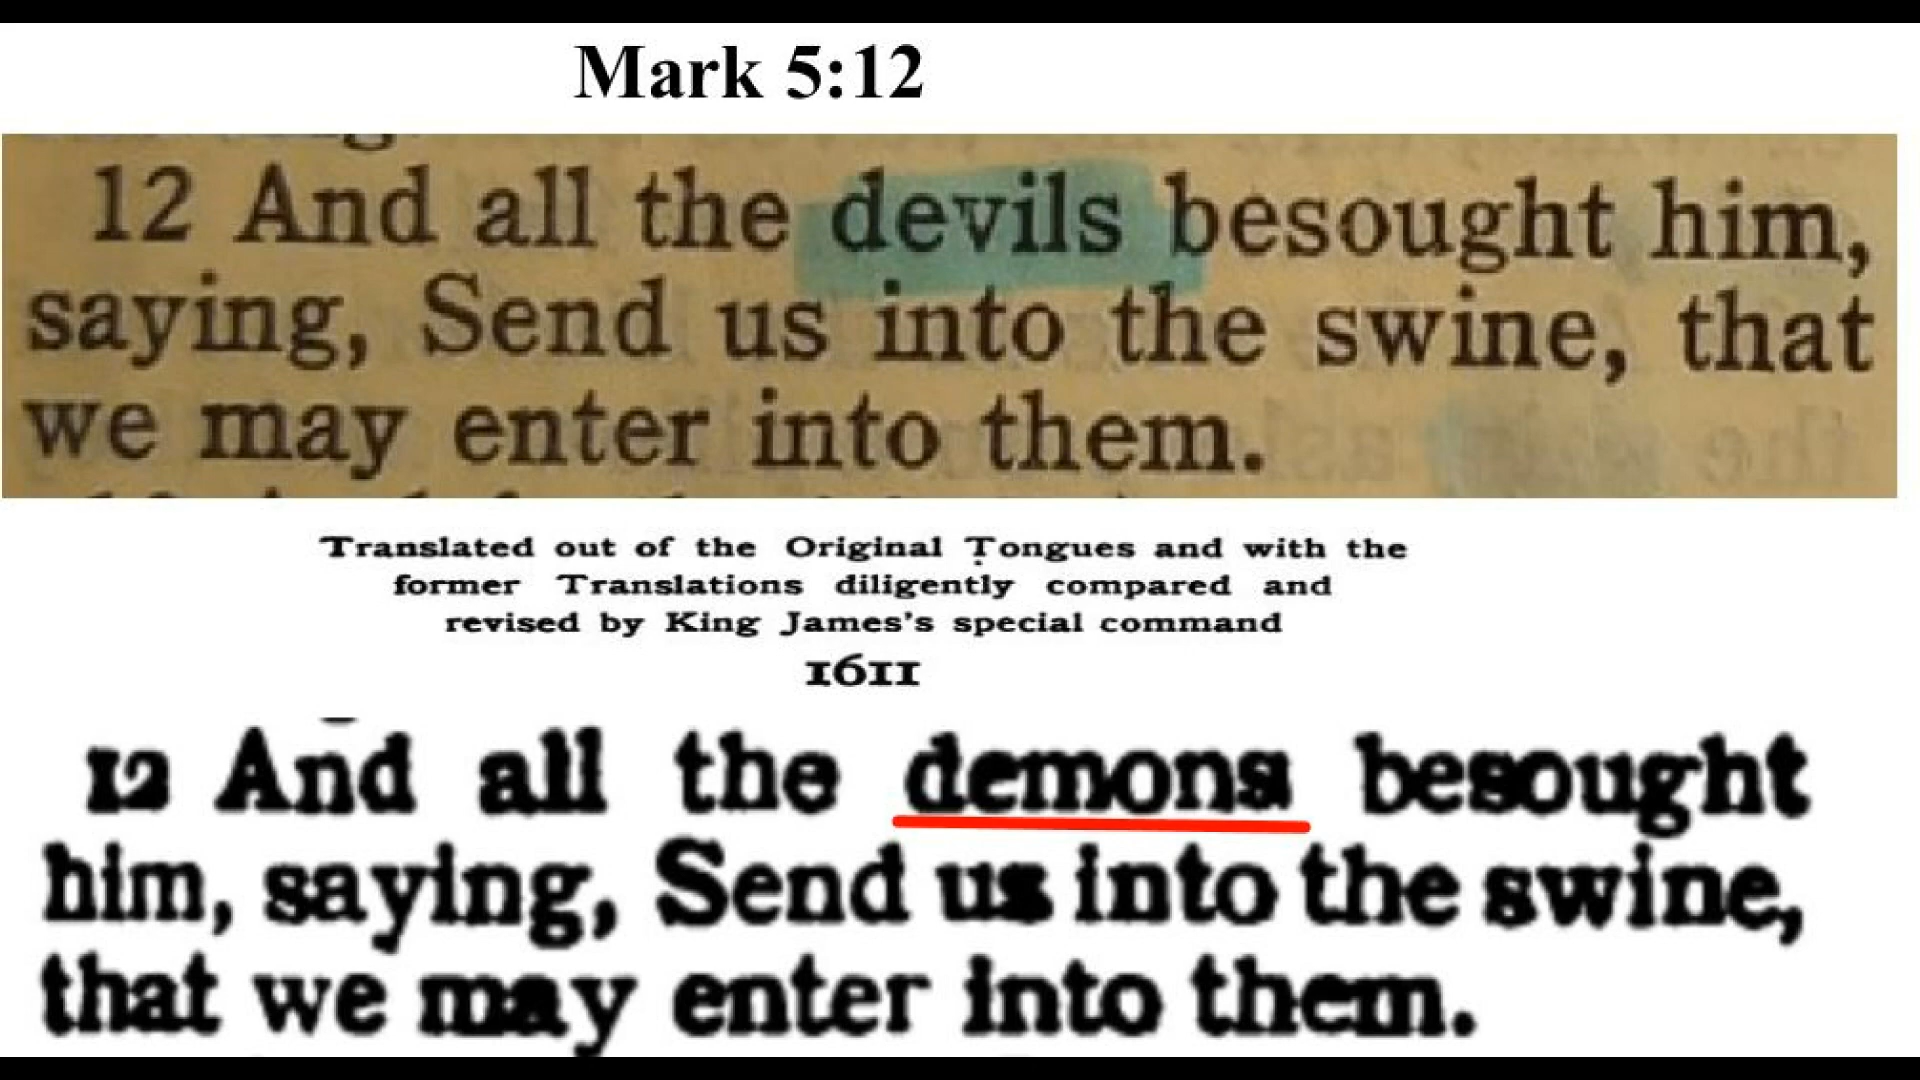 Mark 5:12
12 And all the devils besought him,
saying, Send us into the swine, that
we may enter into them.
Translated out of the Original Tongues and with the
former Translations diligently compared and
revised by King James's special command
1611
12 And all the demons besought
him, saying, Send us into the swine,
that we may enter into them.